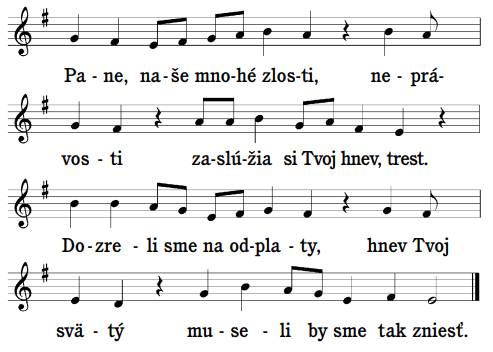 Pa - ne, na-še mno-hé zlos-ti, ne - prá-
vos - ti za-slú-žia si Tvoj hnev, trest.
Do-zre - li sme na od-pla - ty, hnev Tvoj
svä - tý mu - se - li by sme tak zniesť.